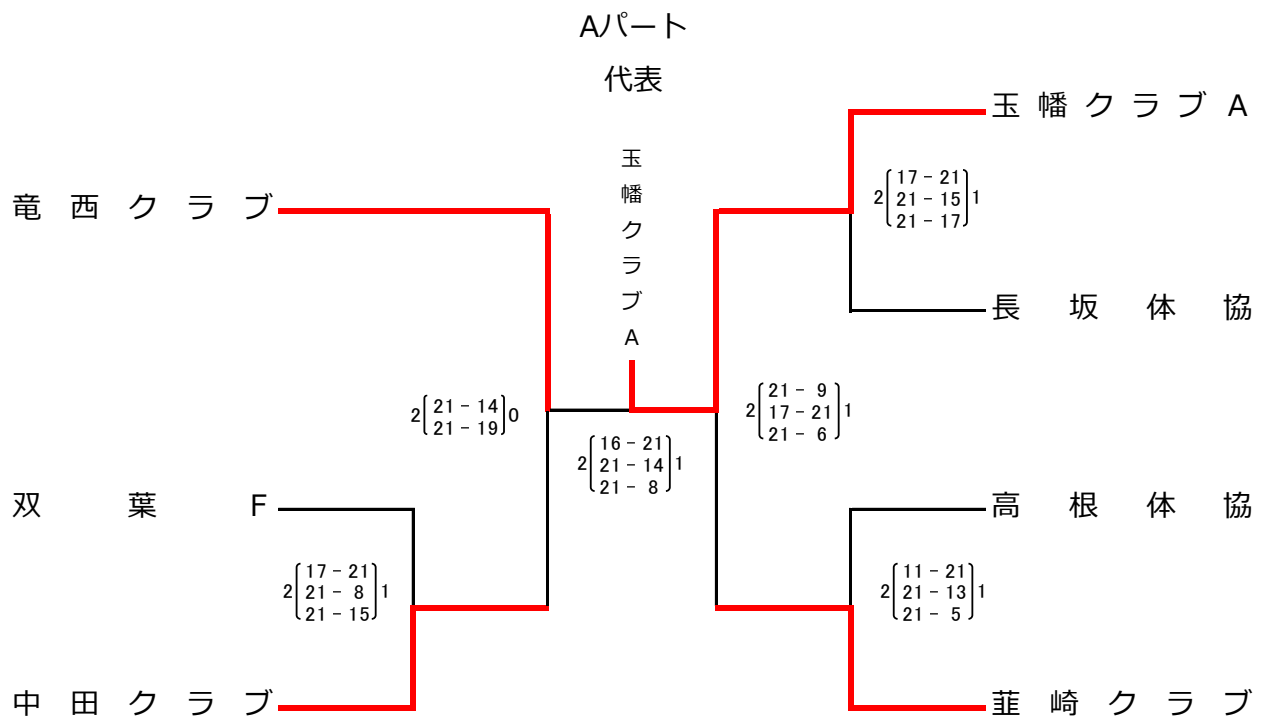 Aパート
代表
玉幡クラブA
竜西クラブ
双葉F
中田クラブ
玉幡クラブA
長坂体協
高根体協
韮崎クラブ
2 17 - 21 1
21 - 15
21 - 17
2 21 - 14 0
21 - 19
2 16 - 21 1
21 - 14
21 - 8
2 21 - 9 1
17 - 21
21 - 6
2 17 - 21 1
21 - 8
21 - 15
2 11 - 21 1
21 - 13
21 - 5